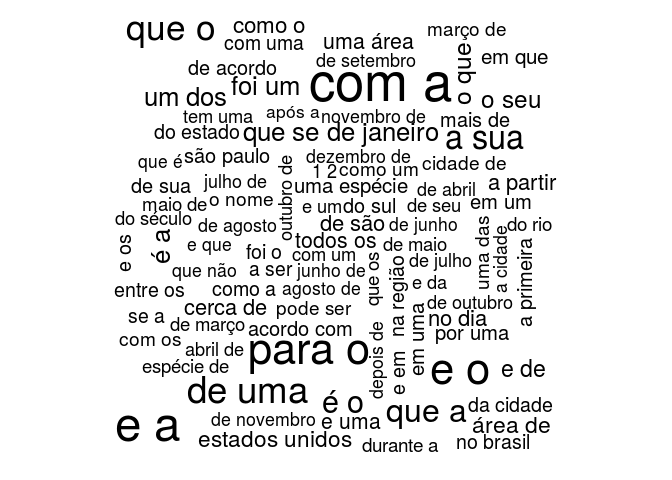 que o
como o
com uma
uma área
março de
o que
em que
de acordo
de setembro
foi um
com a
um dos
o seu
tem uma
após a
novembro de
mais de
do estado
que se
de janeiro
a sua
que é
são paulo
outubro de
dezembro de
1 2
como um
cidade de
de sua
julho de
uma espécie
de abril
a partir
maio de
o nome
e um
do sul
de seu
em um
do século
de agosto
de são
de junho
uma das
a cidade
do rio
e os
é a
e que
foi o
todos os
com um
de maio
que os
na região
de julho
a primeira
que não
a ser
junho de
e da
entre os
como a
agosto de
de outubro
cerca de
pode ser
se a
de março
acordo com
no dia
por uma
com os
abril de
para o
depois de
e em
em uma
espécie de
e o
e de
de uma
é o
que a
da cidade
e a
de novembro
e uma
área de
estados unidos
durante a
no brasil